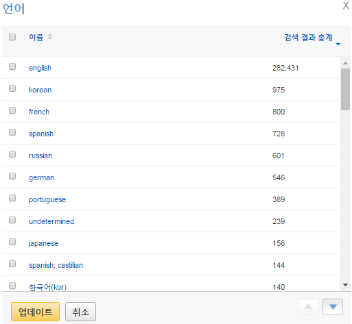 언어 X
이름 검색 결과 총계
english 282,431
korean 975
french 800
spanish 728
russian 601
german 546
portuguese 389
undetermined 239
japanese 158
spanish; castilian 144
한국어(kor) 140
업데이트 취소